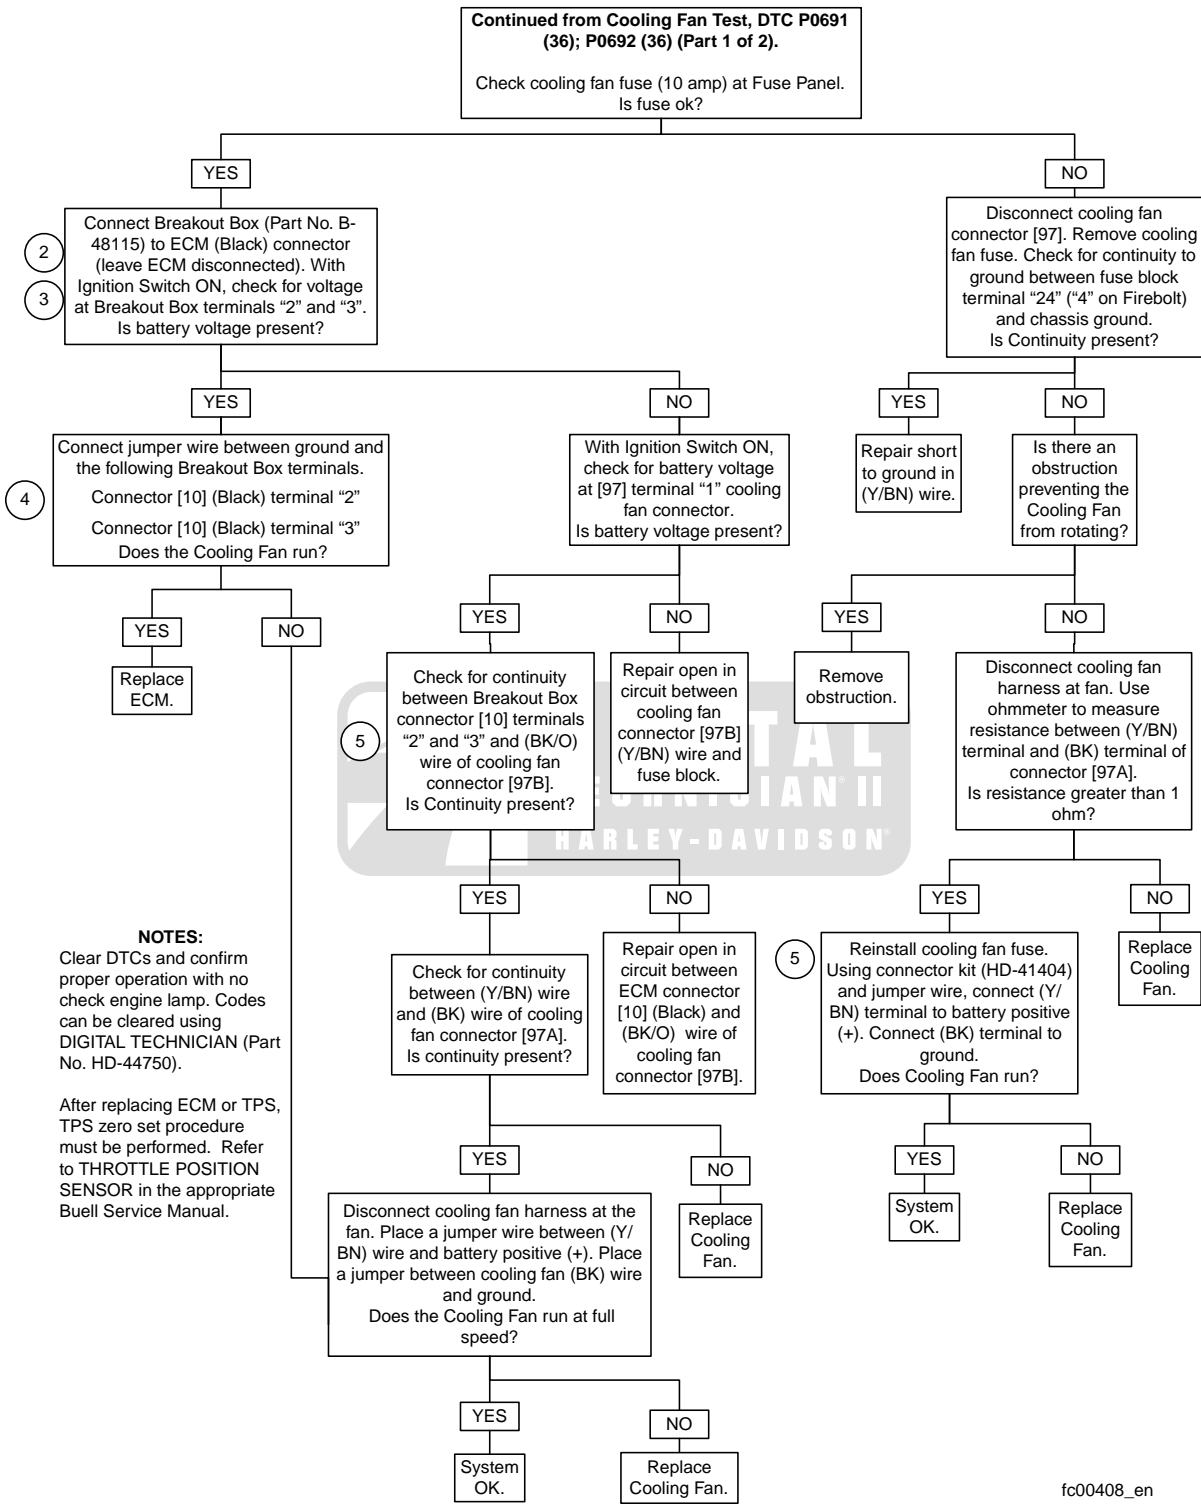 Continued from Cooling Fan Test, DTC P0691
(36); P0692 (36) (Part 1 of 2).
Check cooling fan fuse (10 amp) at Fuse Panel.
Is fuse ok?
YES
NO
2
3
Connect Breakout Box (Part No. B-
48115) to ECM (Black) connector
(leave ECM disconnected). With
Ignition Switch ON, check for voltage
at Breakout Box terminals “2” and “3”.
Is battery voltage present?
Disconnect cooling fan
connector [97]. Remove cooling
fan fuse. Check for continuity to
ground between fuse block
terminal “24” (“4” on Firebolt)
and chassis ground.
Is Continuity present?
YES
NO
YES
NO
4
Connect jumper wire between ground and
the following Breakout Box terminals.
Connector [10] (Black) terminal “2”
Connector [10] (Black) terminal “3”
Does the Cooling Fan run?
With Ignition Switch ON,
check for battery voltage
at [97] terminal “1” cooling
fan connector.
Is battery voltage present?
Repair short
to ground in
(Y/BN) wire.
Is there an
obstruction
preventing the
Cooling Fan
from rotating?
YES
NO
YES
NO
YES
NO
Replace
ECM.
5
Check for continuity
between Breakout Box
connector [10] terminals
“2” and “3” and (BK/O)
wire of cooling fan
connector [97B].
Is Continuity present?
Repair open in
circuit between
cooling fan
connector [97B]
(Y/BN) wire and
fuse block.
Remove
obstruction.
Disconnect cooling fan
harness at fan. Use
ohmmeter to measure
resistance between (Y/BN)
terminal and (BK) terminal of
connector [97A].
Is resistance greater than 1
ohm?
TAL
CHNICIAN® II
HARLEY-DAVIDSON®
YES
NO
YES
NO
NOTES:
Clear DTCs and confirm
proper operation with no
check engine lamp. Codes
can be cleared using
DIGITAL TECHNICIAN (Part
No. HD-44750).
After replacing ECM or TPS,
TPS zero set procedure
must be performed. Refer
to THROTTLE POSITION
SENSOR in the appropriate
Buell Service Manual.
Check for continuity
between (Y/BN) wire
and (BK) wire of cooling
fan connector [97A].
Is continuity present?
Repair open in
circuit between
ECM connector
[10] (Black) and
(BK/O) wire of
cooling fan
connector [97B].
5
Reinstall cooling fan fuse.
Using connector kit (HD-41404)
and jumper wire, connect (Y/
BN) terminal to battery positive
(+). Connect (BK) terminal to
ground.
Does Cooling Fan run?
Replace
Cooling
Fan.
YES
NO
YES
NO
Disconnect cooling fan harness at the
fan. Place a jumper wire between (Y/
BN) wire and battery positive (+). Place
a jumper between cooling fan (BK) wire
and ground.
Does the Cooling Fan run at full
speed?
Replace
Cooling
Fan.
System
OK.
Replace
Cooling
Fan.
YES
NO
System
OK.
Replace
Cooling Fan.
fc00408_en